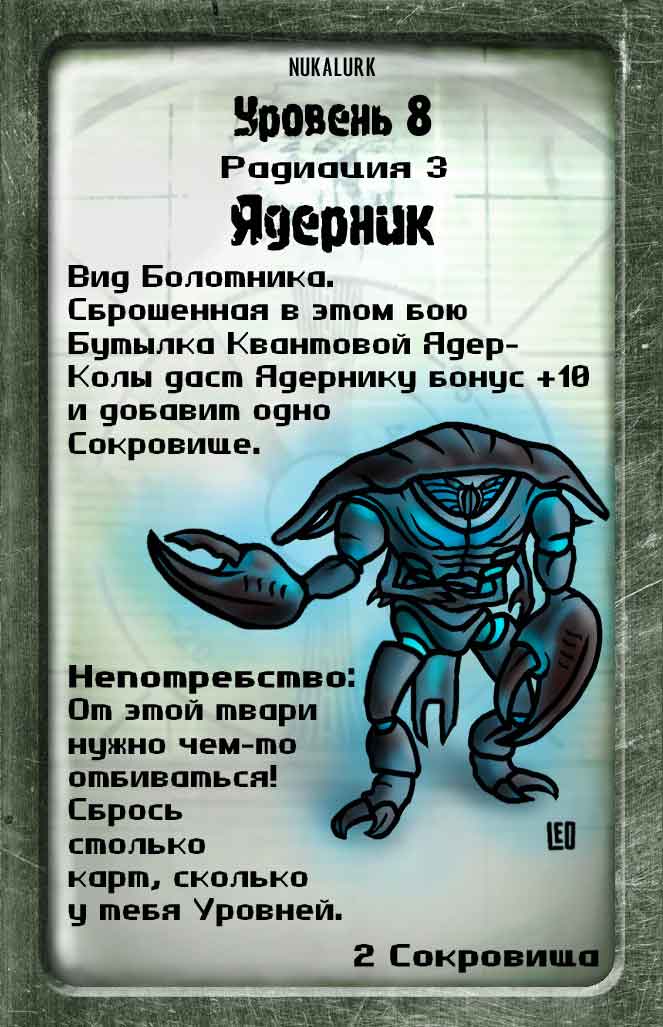 NUKALURK
Уровень 8
Радиация 3
Ядерник
Вид Болотника.
Сброшенная в этом бою
Бутылка Квантовой Ядер-
Колы даст Ядернику бонус +10
и добавит одно
Сокровище.
Непотребство:
От этой твари
нужно чем-то
отбиваться!
Сбрось
столько
карт, сколько
у тебя Уровней.
LEO
2 Сокровища